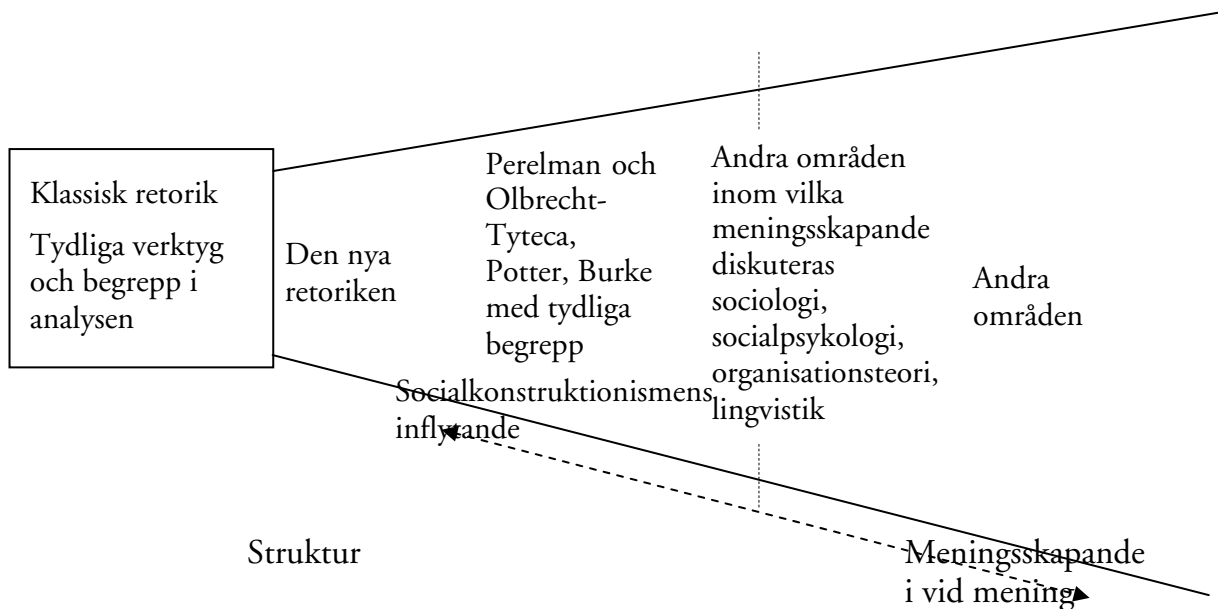 Klassisk retorik
Tydliga verktyg
och begrepp i
analysen
Den nya
retoriken
Perelman och
Olbrecht-
Tyteca,
Potter, Burke
med tydliga
begrepp
Socialkonstruktionismens
inflytande
Andra områden
inom vilka
meningsskapande
diskuteras
sociologi,
socialpsykologi,
organisationsteori,
lingvistik
Andra
områden
Struktur
Meningsskapande
i vid mening